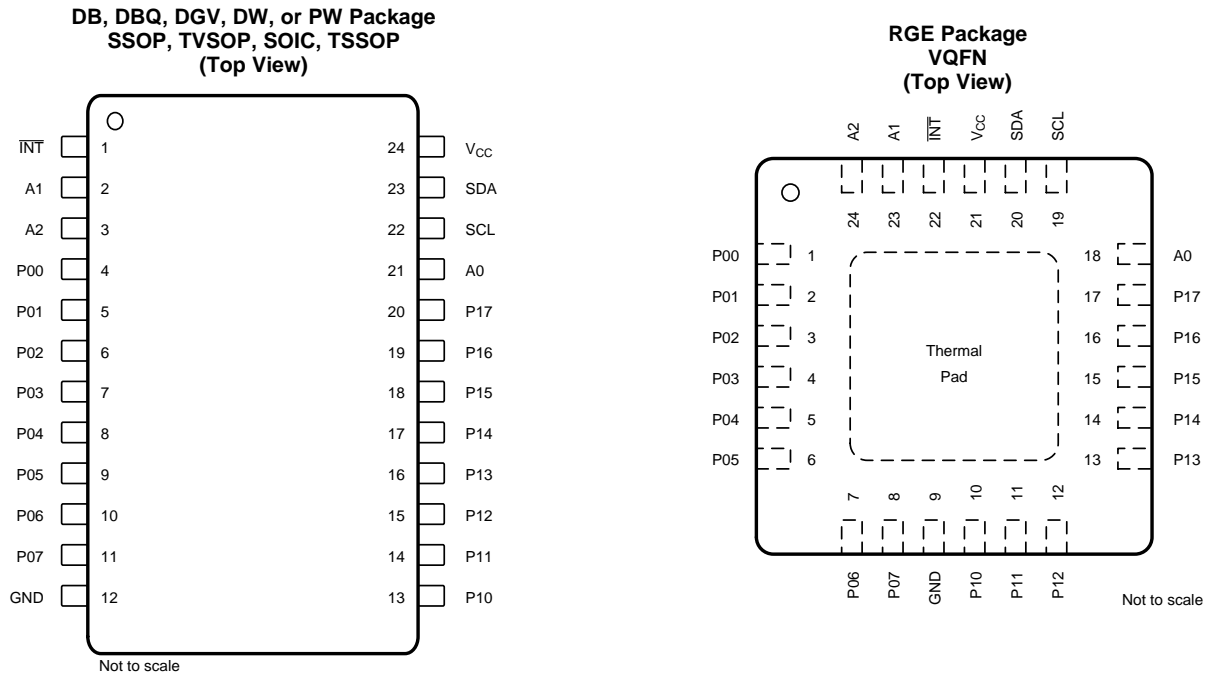 DB, DBQ, DGV, DW, or PW Package
SSOP, TVSOP, SOIC, TSSOP
(Top View)
INT 1 24 VCC
A1 2 23 SDA
A2 3 22 SCL
P00 4 21 A0
P01 5 20 P17
P02 6 19 P16
P03 7 18 P15
P04 8 17 P14
P05 9 16 P13
P06 10 15 P12
P07 11 14 P11
GND 12 13 P10
Not to scale
RGE Package
VQFN
(Top View)
A2 A1 INT VCC SDA SCL
24 23 22 21 20 19
P00 1 18 A0
P01 2 17 P17
P02 3 16 P16
Thermal
P03 4 15 P15
Pad
P04 5 14 P14
P05 6 13 P13
7 8 9 10 11 12
P06 P07 GND P10 P11 P12
Not to scale